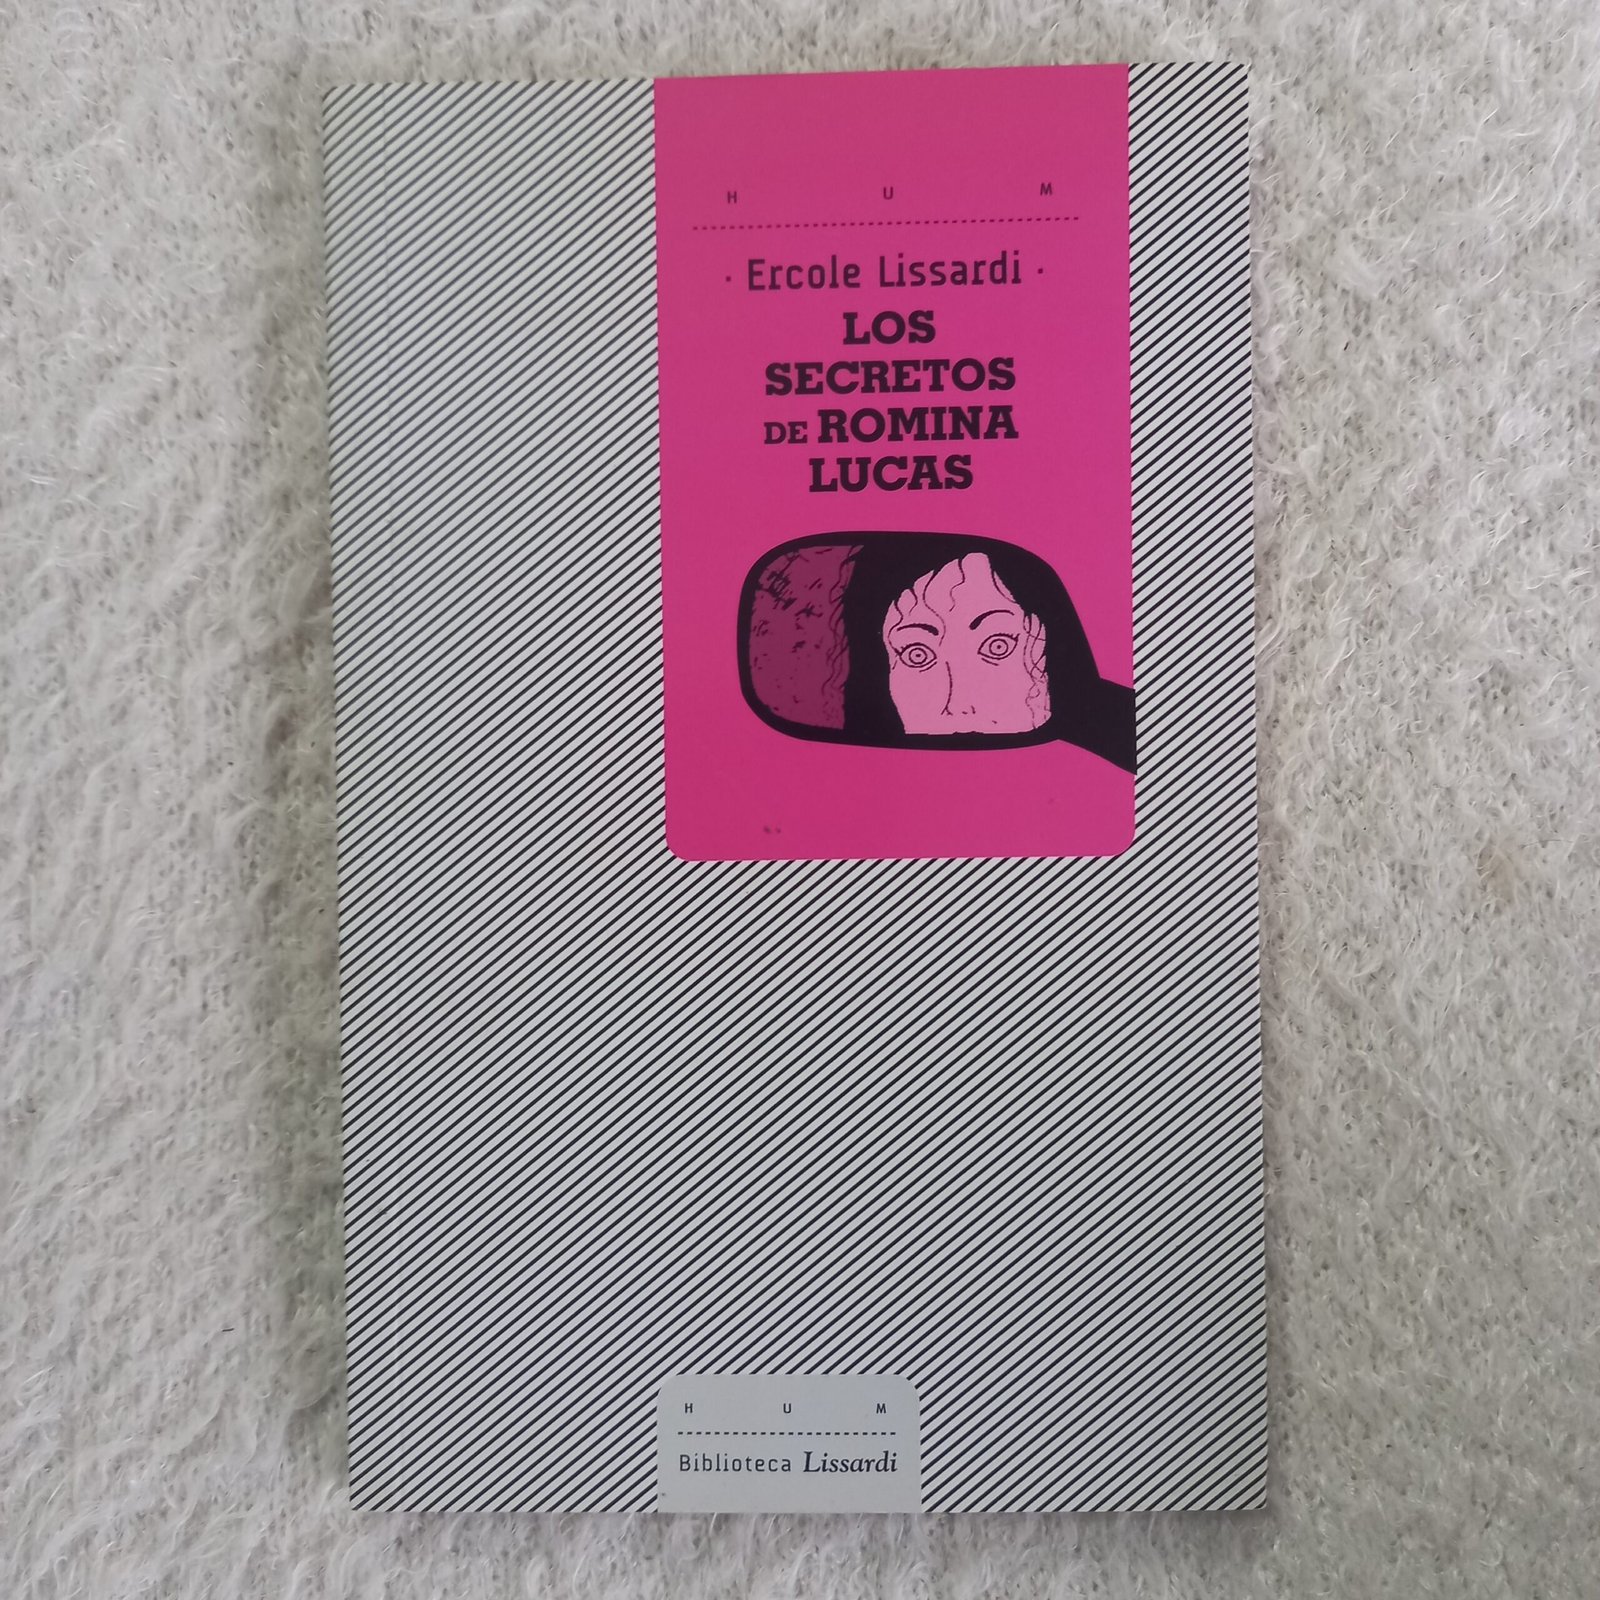 H U M
· Ercole Lissardi ·
LOS
SECRETOS
DE ROMINA
LUCAS
H U M
Biblioteca Lissardi